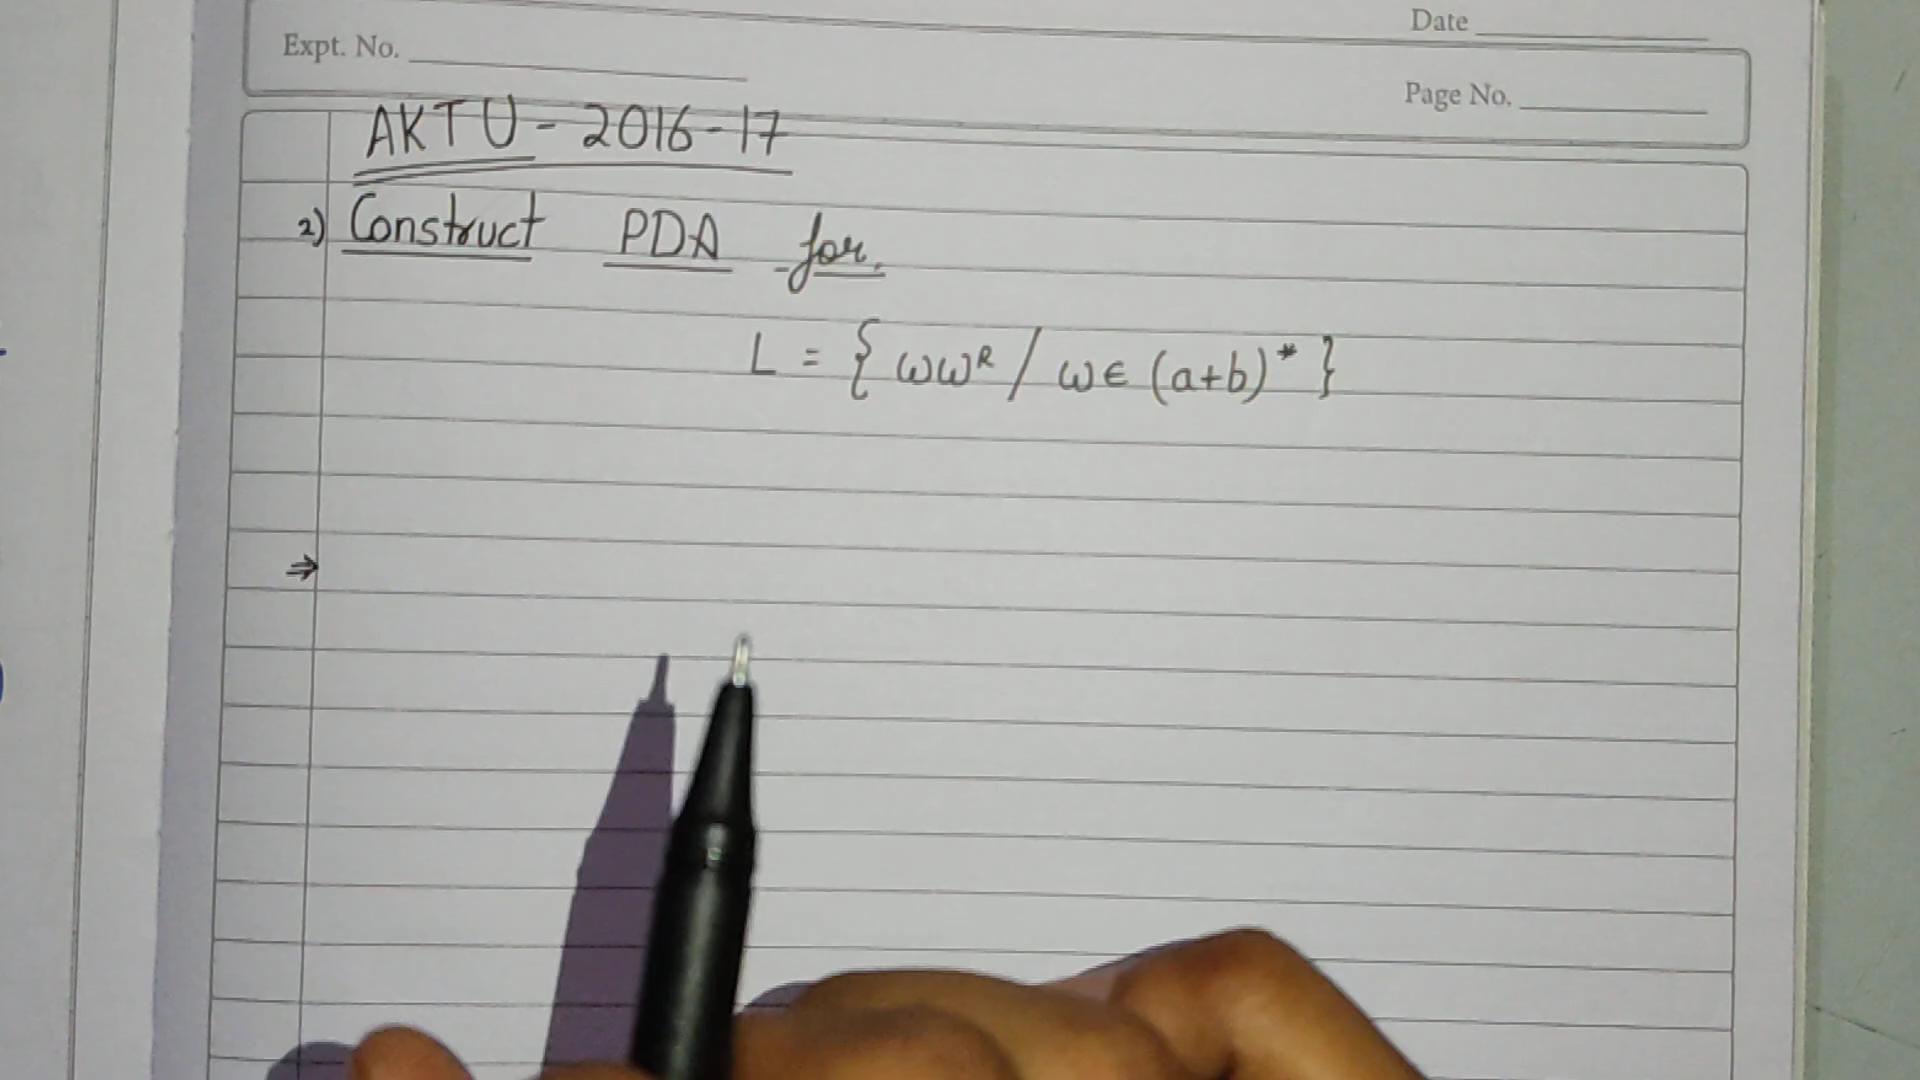 Date
Expt. No.
Page No.
AKTU - 2016-17
2) Construct PDA for.
L = { ωω^R / ω ∈ (a+b)* }
⇒